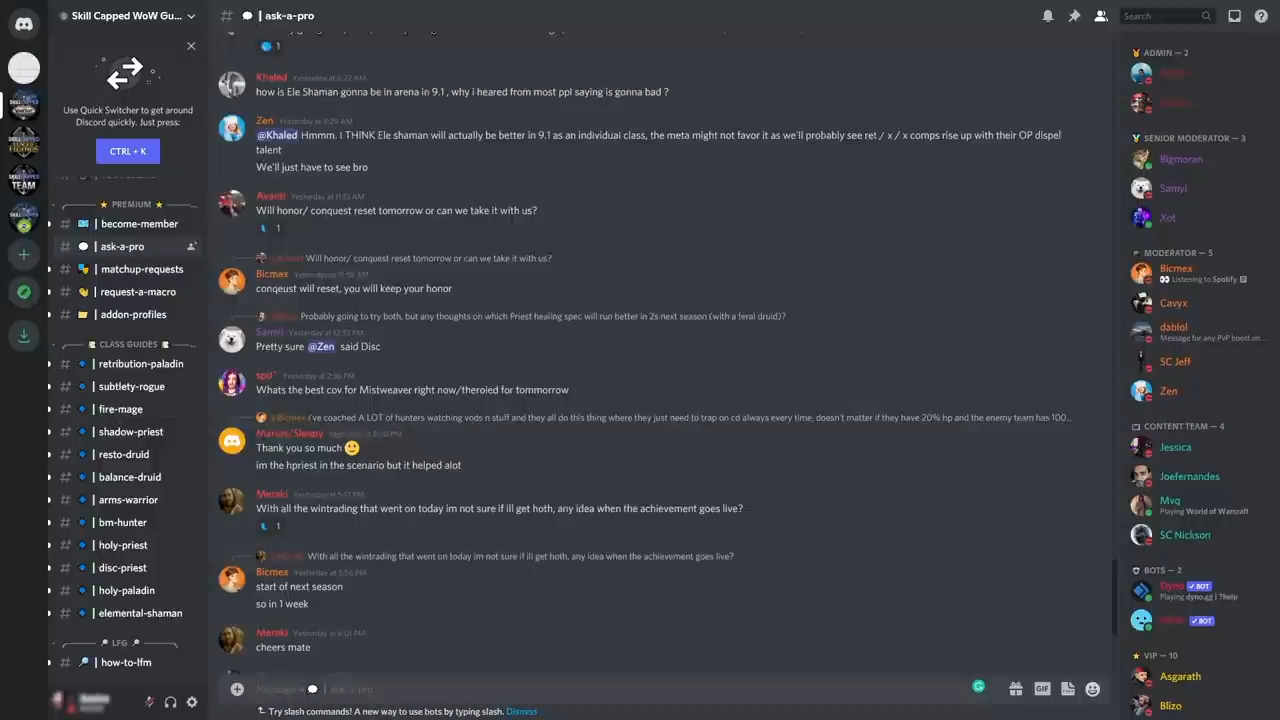 Skill Capped WoW Gu...
| ask-a-pro
Search
Use Quick Switcher to get around
Discord quickly. Just press:
CTRL + K
PREMIUM
| become-member
| ask-a-pro
| matchup-requests
| request-a-macro
| addon-profiles
CLASS GUIDES
| retribution-paladin
| subtlety-rogue
| fire-mage
| shadow-priest
| resto-druid
| balance-druid
| arms-warrior
| bm-hunter
| holy-priest
| disc-priest
| holy-paladin
| elemental-shaman
LFG
| how-to-lfm
1
Khaled Yesterday at 6:22 AM
how is Ele Shaman gonna be in arena in 9.1 , why i heared from most ppl saying is gonna bad ?
Zen Yesterday at 6:29 AM
@Khaled Hmmm. I THINK Ele shaman will actually be better in 9.1 as an individual class, the meta might not favor it as we'll probably see ret / x / x comps rise up with their OP dispel
talent
We'll just have to see bro
Avanti Yesterday at 11:51 AM
Will honor/ conquest reset tomorrow or can we take it with us?
1
Will honor/ conquest reset tomorrow or can we take it with us?
Bicmex Yesterday at 11:58 AM
conqeust will reset, you will keep your honor
Probably going to try both, but any thoughts on which Priest healing spec will run better in 2s next season (with a feral druid)?
Samyi Yesterday at 12:33 PM
Pretty sure @Zen said Disc
spd Yesterday at 2:36 PM
Whats the best cov for Mistweaver right now/theroied for tommorrow
@Bicmex i've coached A LOT of hunters watching vods n stuff and they all do this thing where they just need to trap on cd always every time, doesn't matter if they have 20% hp and the enemy team has 100...
Marius/Sleepy
Thank you so much
im the hpriest in the scenario but it helped alot
Meraki Yesterday at 5:17 PM
With all the wintrading that went on today im not sure if ill get hoth, any idea when the achievement goes live?
1
With all the wintrading that went on today im not sure if ill get hoth, any idea when the achievement goes live?
Bicmex Yesterday at 5:56 PM
start of next season
so in 1 week
Meraki Yesterday at 6:01 PM
cheers mate
GIF
Try slash commands! A new way to use bots by typing slash. Dismiss
ADMIN — 2
SENIOR MODERATOR — 3
Bigmoran
Samyi
Xot
MODERATOR — 5
Bicmex
Listening to Spotify
Cavyx
dablol
Message for any PvP boost,on...
SC Jeff
Zen
CONTENT TEAM — 4
Jessica
Joefernandes
Mvq
Playing World of Warcraft
SC Nickson
BOTS — 2
Dyno BOT
Playing dyno.gg | ?help
BOT
VIP — 10
Asgarath
Blizo